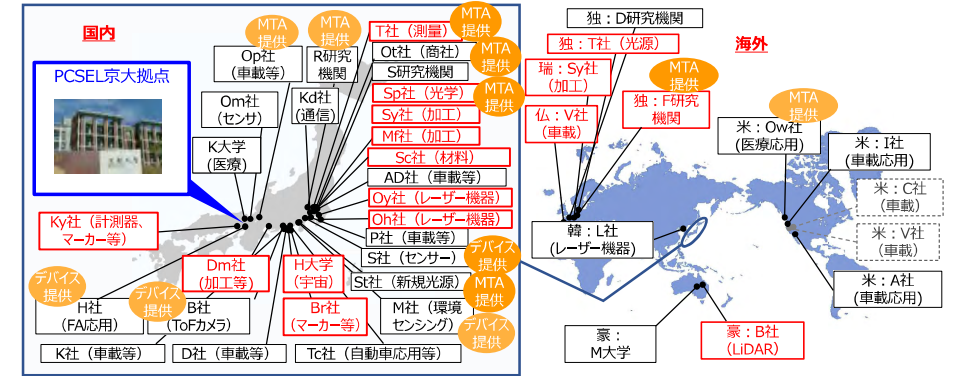 国内
PCSEL京大拠点
MTA
提供
Op社
(車載等)
MTA
提供
R研究
機関
T社(測量)
MTA
提供
Ot社(商社)
MTA
提供
S研究機関
Sp社(光学)
MTA
提供
Om社
(センサ)
Kd社
(通信)
Sy社(加工)
Mf社(加工)
K大学
(医療)
Sc社(材料)
AD社(車載等)
Oy社(レーザー機器)
Oh社(レーザー機器)
Ky社(計測器、
マーカー等)
P社(車載等)
S社(センサー)
デバイス
提供
Dm社
(加工等)
H大学
(宇宙)
St社(新規光源)
MTA
提供
デバイス
提供
H社
(FA応用)
デバイス
提供
B社
(ToFカメラ)
Br社
(マーカー等)
M社(環境
センシング)
デバイス
提供
K社(車載等)
D社(車載等)
Tc社(自動車応用等)
海外
独:D研究機関
独:T社(光源)
瑞:Sy社
(加工)
MTA
提供
独:F研究
機関
仏:V社
(車載)
MTA
提供
米:Ow社
(医療応用)
米:I社
(車載応用)
米:C社
(車載)
米:V社
(車載)
米:A社
(車載応用)
韓:L社
(レーザー機器)
豪:
M大学
豪:B社
(LiDAR)